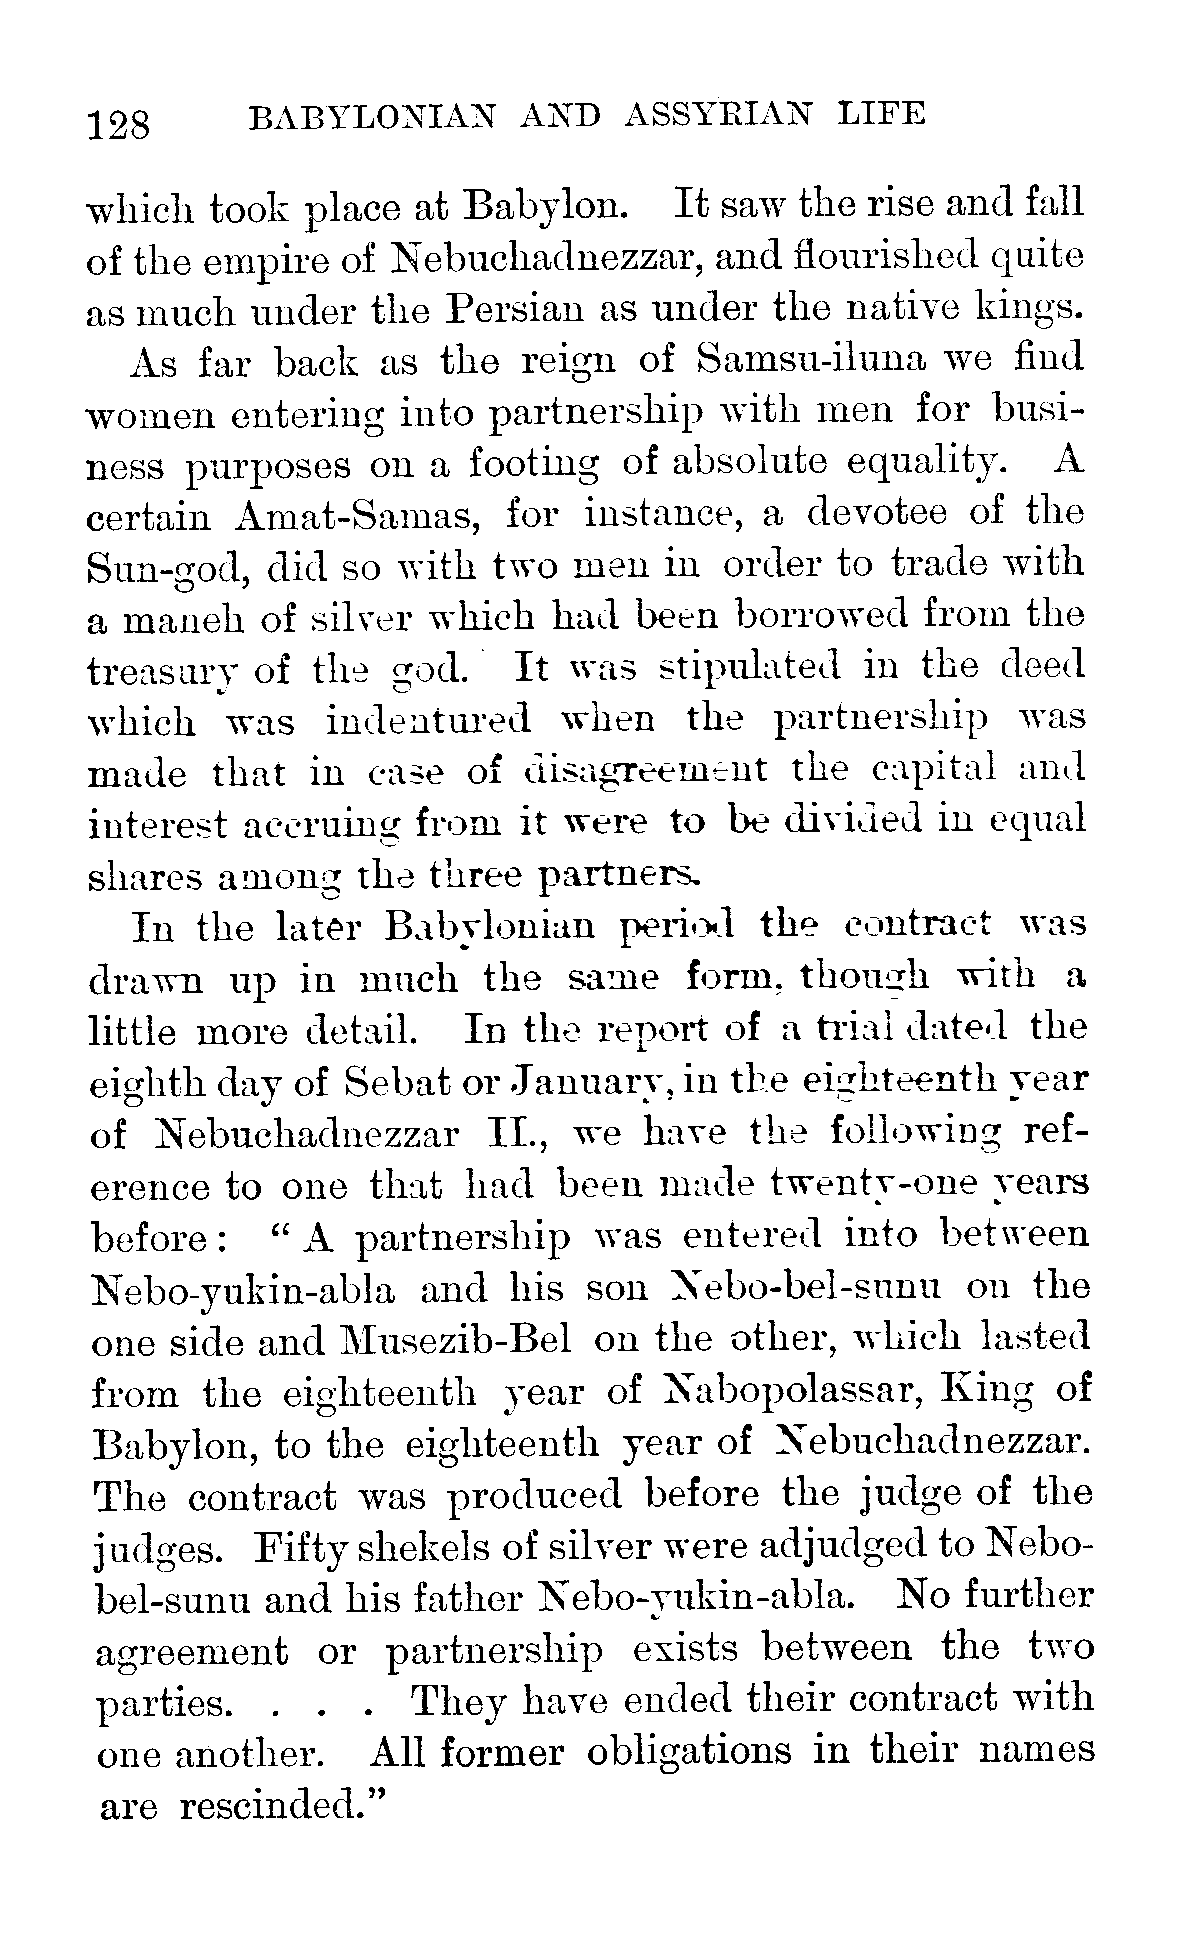 128 BABYLONIAN AND ASSYRIAN LIFE
which took place at Babylon. It saw the rise and fall
of the empire of Nebuchadnezzar, and flourished quite
as much under the Persian as under the native kings.
As far back as the reign of Samsu-iluna we find
women entering into partnership with men for busi-
ness purposes on a footing of absolute equality. A
certain Amat-Samas, for instance, a devotee of the
Sun-god, did so with two men in order to trade with
a maneh of silver which had been borrowed from the
treasury of the god. It was stipulated in the deed
which was indentured when the partnership was
made that in case of disagreement the capital and
interest accruing from it were to be divided in equal
shares among the three partners.
In the later Babylonian period the contract was
drawn up in much the same form, though with a
little more detail. In the report of a trial dated the
eighth day of Sebat or January, in the eighteenth year
of Nebuchadnezzar II., we have the following ref-
erence to one that had been made twenty-one years
before: “A partnership was entered into between
Nebo-yukin-abla and his son Nebo-bel-sunu on the
one side and Musezib-Bel on the other, which lasted
from the eighteenth year of Nabopolassar, King of
Babylon, to the eighteenth year of Nebuchadnezzar.
The contract was produced before the judge of the
judges. Fifty shekels of silver were adjudged to Nebo-
bel-sunu and his father Nebo-yukin-abla. No further
agreement or partnership exists between the two
parties. . . . They have ended their contract with
one another. All former obligations in their names
are rescinded.”